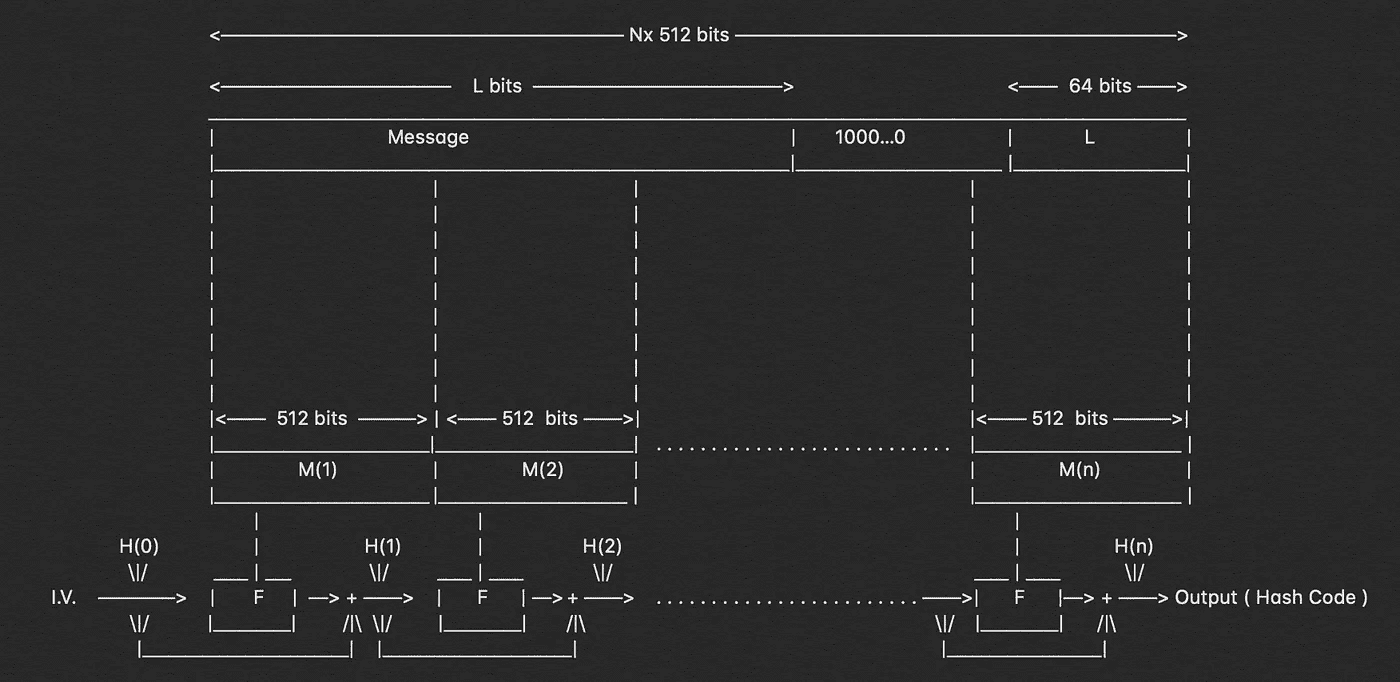 Nx 512 bits
L bits 64 bits
Message 1000...0 L
512 bits 512 bits 512 bits
M(1) M(2) M(n)
H(0) H(1) H(2) H(n)
I.V. F + F + F + Output ( Hash Code )